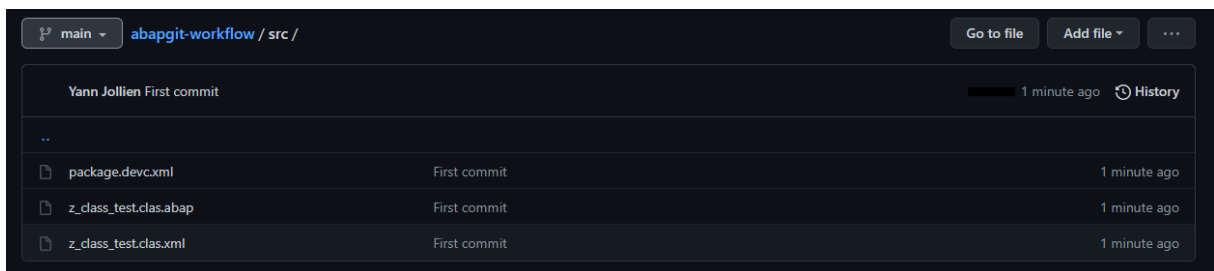 main abapgit-workflow / src / Go to file Add file ...
Yann Jollien First commit 1 minute ago History
..
package.devc.xml First commit 1 minute ago
z_class_test.clas.abap First commit 1 minute ago
z_class_test.clas.xml First commit 1 minute ago